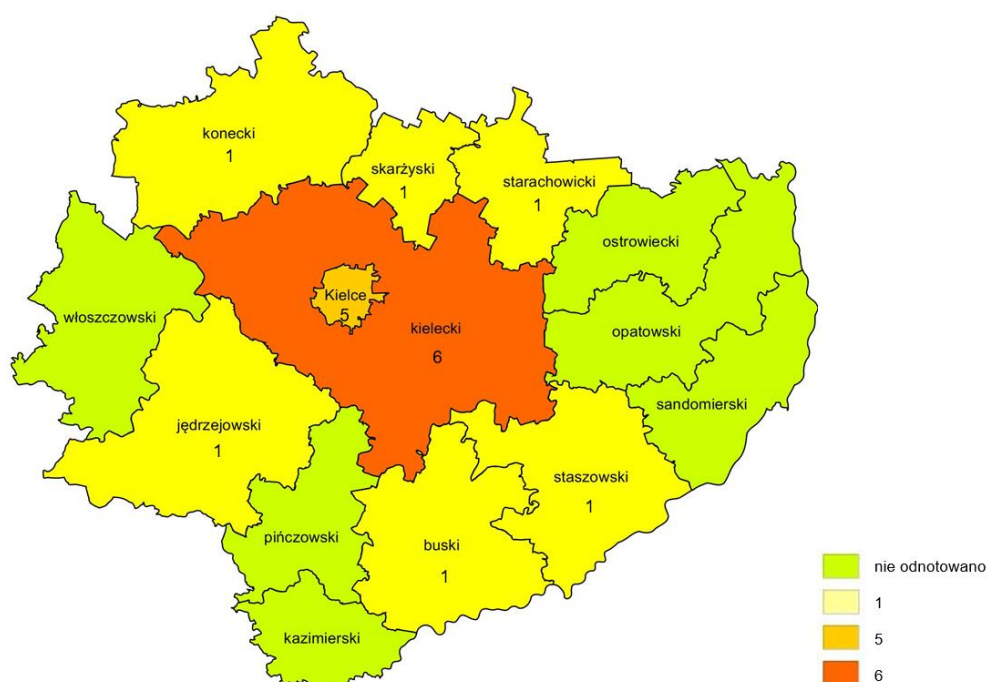 konecki
1
skarżyski
1
starachowicki
1
ostrowiecki
włoszczowski
Kielce
5
kielecki
6
opatowski
sandomierski
jędrzejowski
1
staszowski
1
pińczowski
buski
1
kazimierski
nie odnotowano
1
5
6